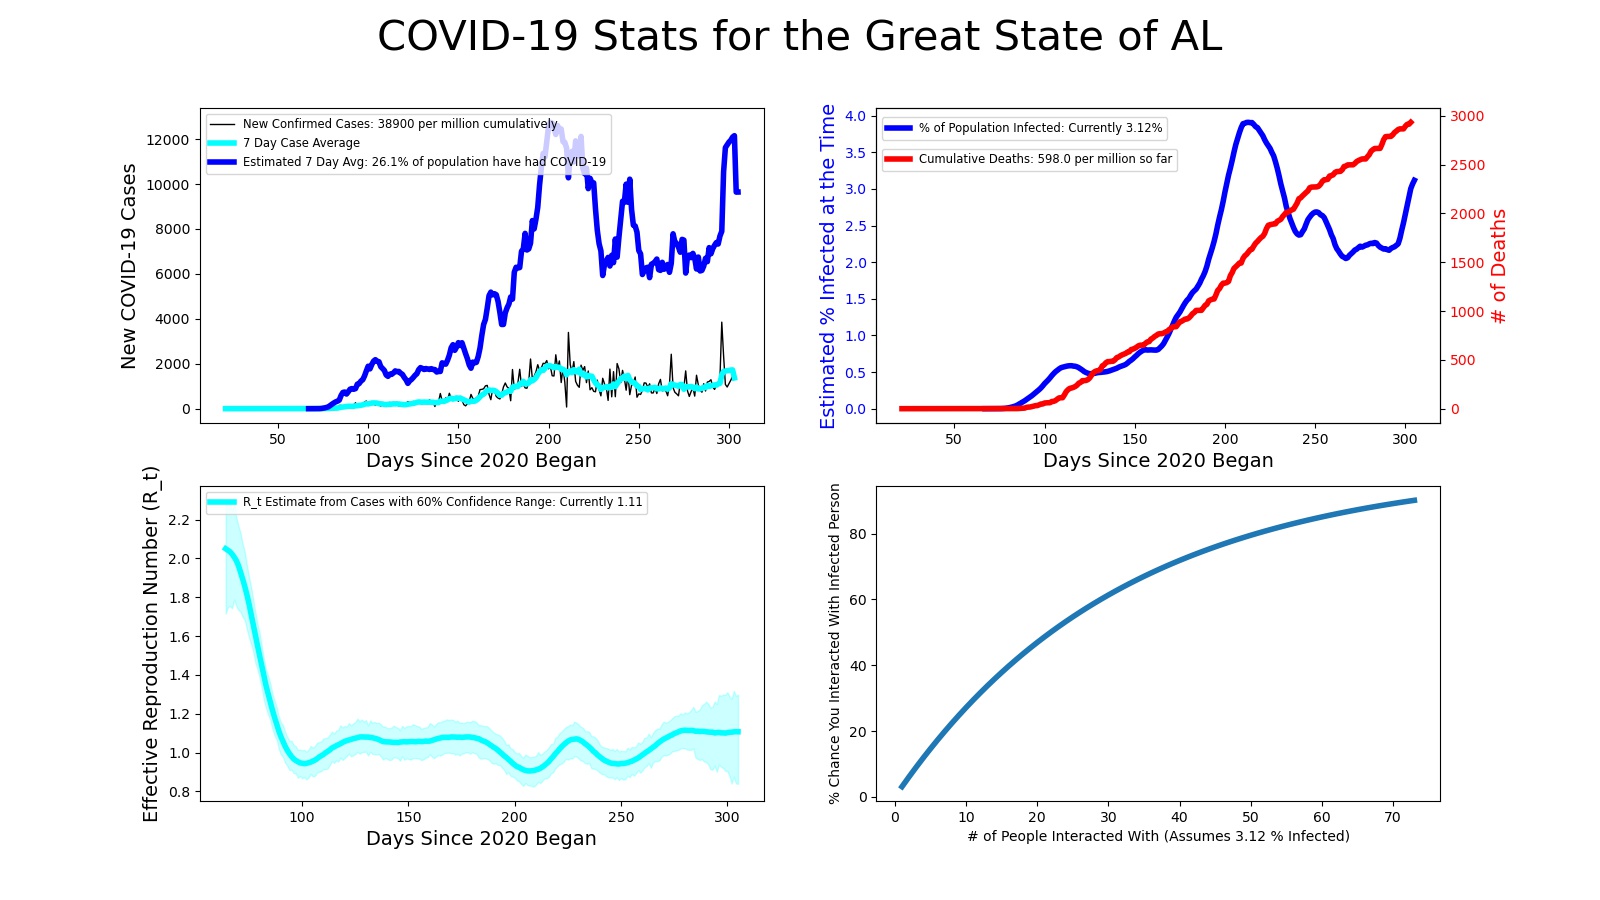 COVID-19 Stats for the Great State of AL
New COVID-19 Cases
12000
10000
8000
6000
4000
2000
0
New Confirmed Cases: 38900 per million cumulatively
7 Day Case Average
Estimated 7 Day Avg: 26.1% of population have had COVID-19
50 100 150 200 250 300
Days Since 2020 Began
Estimated % Infected at the Time
4.0
3.5
3.0
2.5
2.0
1.5
1.0
0.5
0.0
% of Population Infected: Currently 3.12%
Cumulative Deaths: 598.0 per million so far
3000
2500
2000
1500
1000
500
0
# of Deaths
50 100 150 200 250 300
Days Since 2020 Began
Effective Reproduction Number (R_t)
2.2
2.0
1.8
1.6
1.4
1.2
1.0
0.8
R_t Estimate from Cases with 60% Confidence Range: Currently 1.11
100 150 200 250 300
Days Since 2020 Began
% Chance You Interacted With Infected Person
80
60
40
20
0
0 10 20 30 40 50 60 70
# of People Interacted With (Assumes 3.12 % Infected)